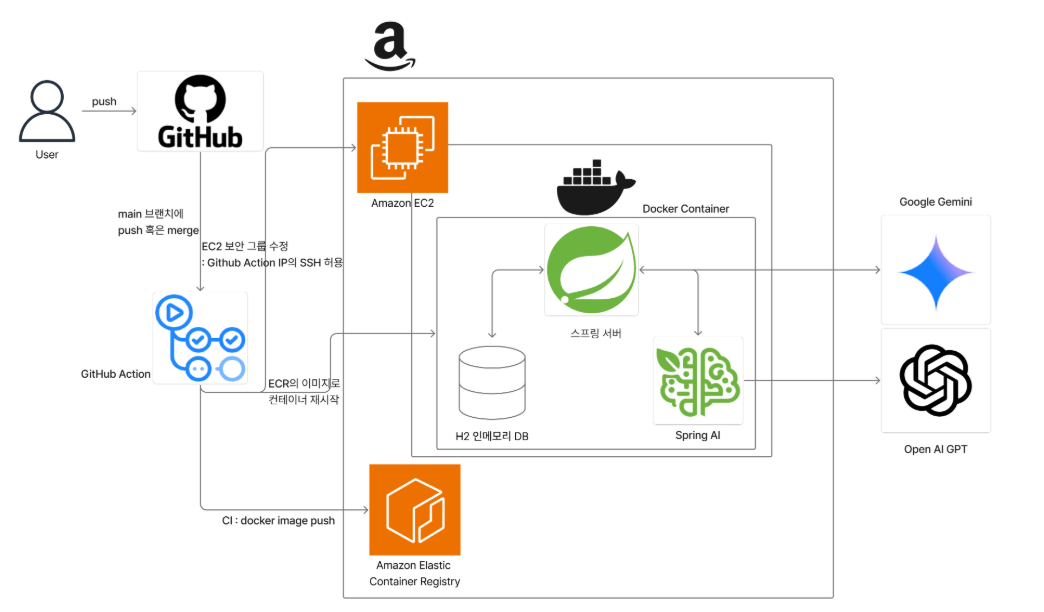 push
GitHub
User
main 브랜치에
push 혹은 merge
EC2 보안 그룹 수정
: Github Action IP의 SSH 허용
GitHub Action
ECR의 이미지로
컨테이너 재시작
CI : docker image push
a
Amazon EC2
Docker Container
스프링 서버
H2 인메모리 DB
Spring AI
Amazon Elastic
Container Registry
Google Gemini
Open AI GPT